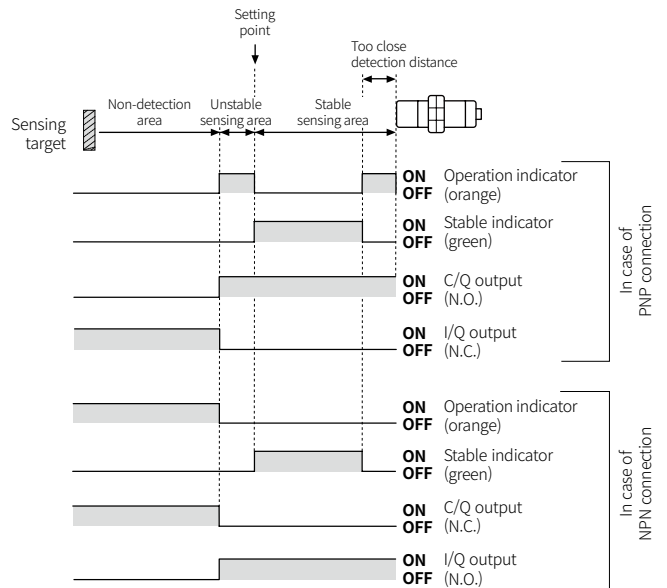 Setting
point
Too close
detection distance
Non-detection
area
Unstable
sensing area
Stable
sensing area
Sensing
target
ON
OFF
Operation indicator
(orange)
ON
OFF
Stable indicator
(green)
ON
OFF
C/Q output
(N.O.)
ON
OFF
I/Q output
(N.C.)
In case of
PNP connection
ON
OFF
Operation indicator
(orange)
ON
OFF
Stable indicator
(green)
ON
OFF
C/Q output
(N.C.)
ON
OFF
I/Q output
(N.O.)
In case of
NPN connection